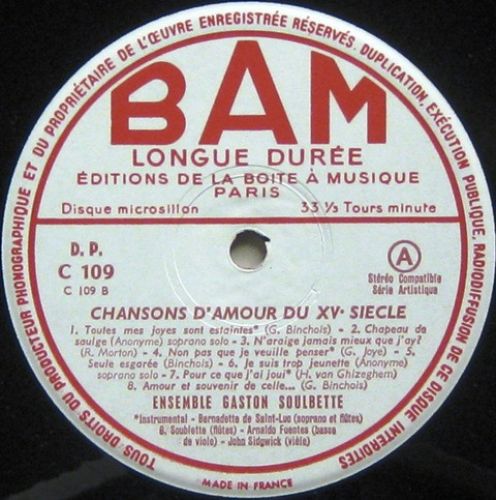 TOUS DROITS DU PRODUCTEUR PHONOGRAPHIQUE ET DU PROPRIÉTAIRE DE L'ŒUVRE ENREGISTRÉE RÉSERVÉS. DUPLICATION, EXÉCUTION PUBLIQUE, RADIODIFFUSION DE CE DISQUE INTERDITES
BAM
LONGUE DURÉE
ÉDITIONS DE LA BOITE À MUSIQUE
PARIS
Disque microsillon 33 ⅓ Tours minute
D. P.
C 109
C 109 B
A
Stéréo Compatible
Série Artistique
CHANSONS D'AMOUR DU XVe SIECLE
1. Toutes mes joyes sont estaintes* (G. Binchois) - 2. Chapeau de
saulge (Anonyme) soprano solo - 3. N'araige jamais mieux que j'ay?
(R. Morton) - 4. Non pas que je veuille penser* (G. Joye) - 5.
Seule esgarée (Binchois) - 6. Je suis trop jeunette (Anonyme)
soprano solo - 7. Pour ce que j'ai joui* (H. van Ghizeghem)
8. Amour et souvenir de celle... (G. Binchois)
ENSEMBLE GASTON SOULBETTE
*instrumental - Bernadette de Saint-Luc (soprano et flûtes)
G. Soublette (flûtes) - Arnaldo Fuentes (basse
de viole) - John Sidgwick (vièle)
MADE IN FRANCE